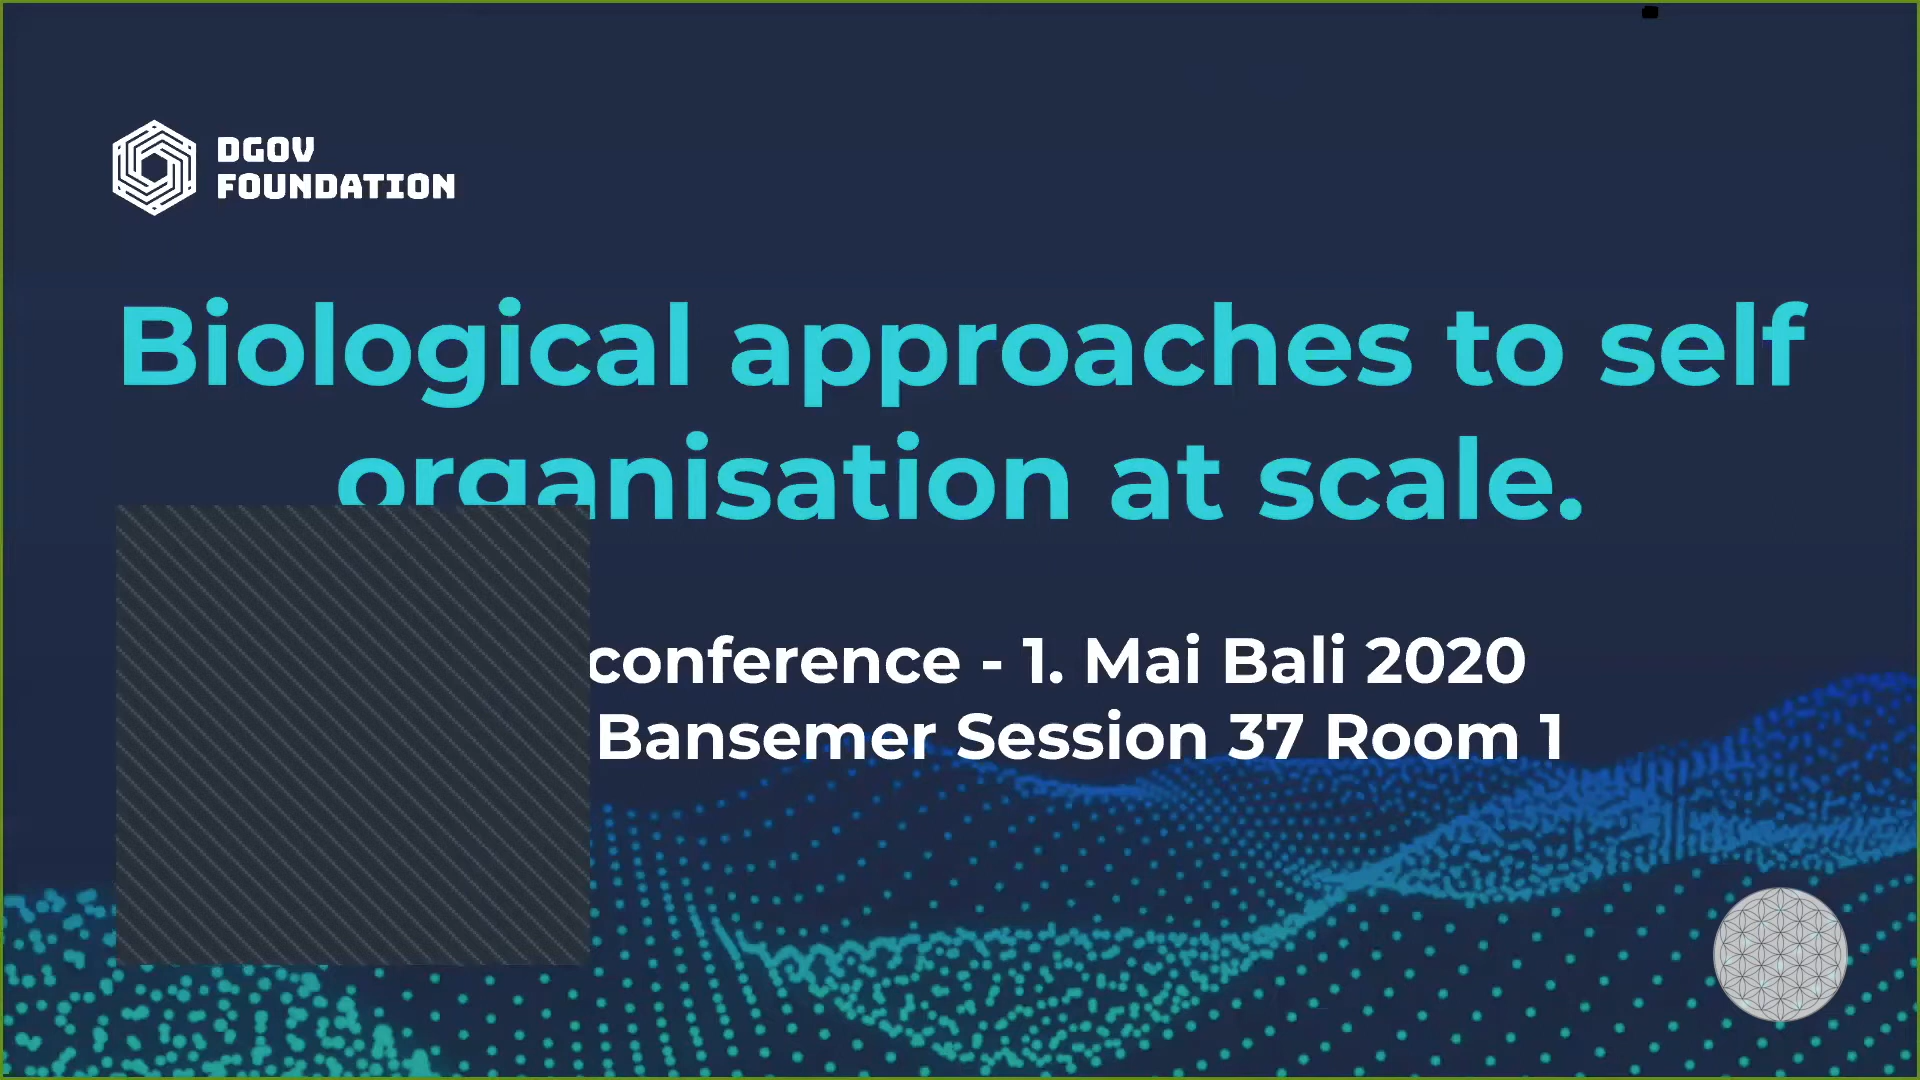 DGOV
FOUNDATION
Biological approaches to self
organisation at scale.
conference - 1. Mai Bali 2020
Bansemer Session 37 Room 1